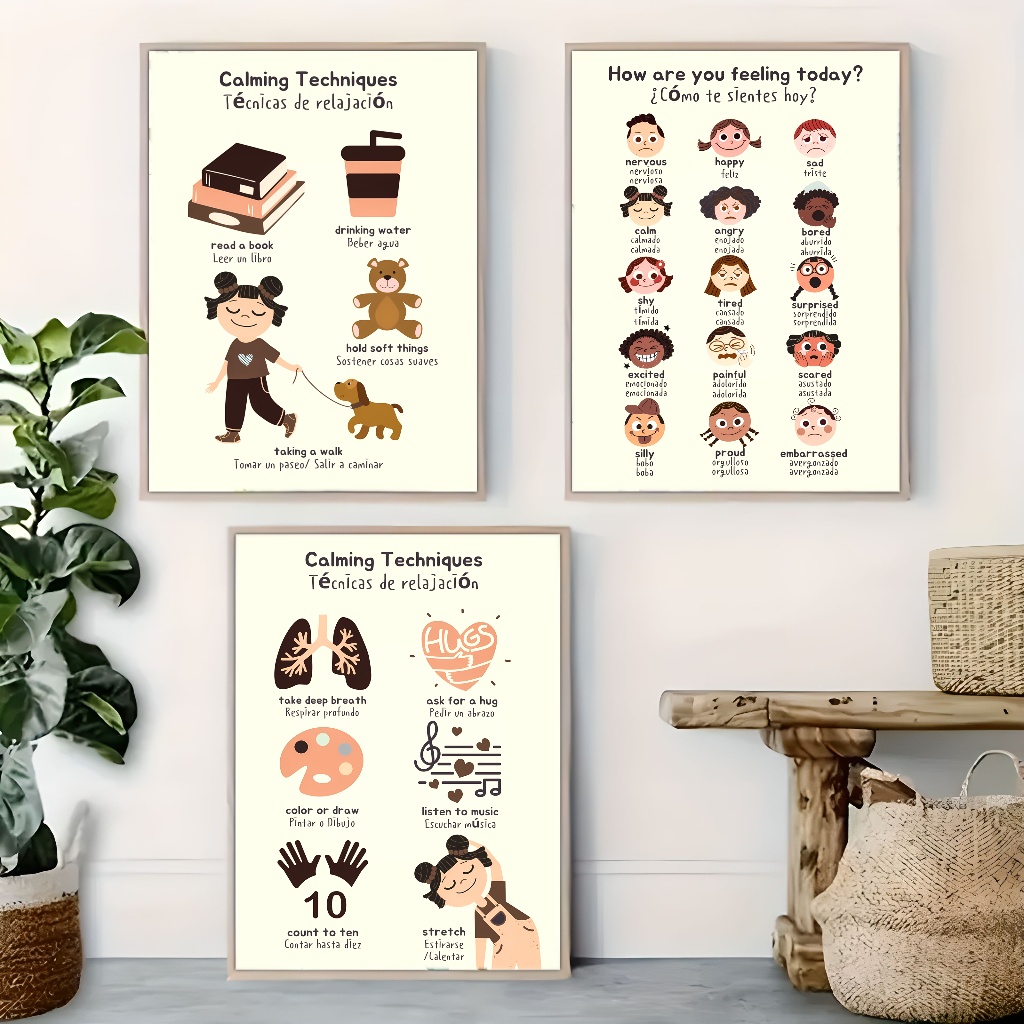 Calming Techniques
Técnicas de relajación
read a book
Leer un libro
drinking water
Beber agua
hold soft things
Sostener cosas suaves
taking a walk
Tomar un paseo/ Salir a caminar
How are you feeling today?
¿Cómo te sientes hoy?
nervous
nervioso
nerviosa
happy
feliz
sad
triste
calm
calmado
calmada
angry
enojado
enojada
bored
aburrido
aburrida
shy
tímido
tímida
tired
cansado
cansada
surprised
sorprendido
sorprendida
excited
emocionado
emocionada
painful
adolorido
adolorida
scared
asustado
asustada
silly
bobo
boba
proud
orgulloso
orgullosa
embarrassed
avergonzado
avergonzada
Calming Techniques
Técnicas de relajación
take deep breath
Respirar profundo
HUGS
ask for a hug
Pedir un abrazo
color or draw
Pintar o Dibujo
listen to music
Escuchar música
10
count to ten
Contar hasta diez
stretch
Estirarse
/Calentar